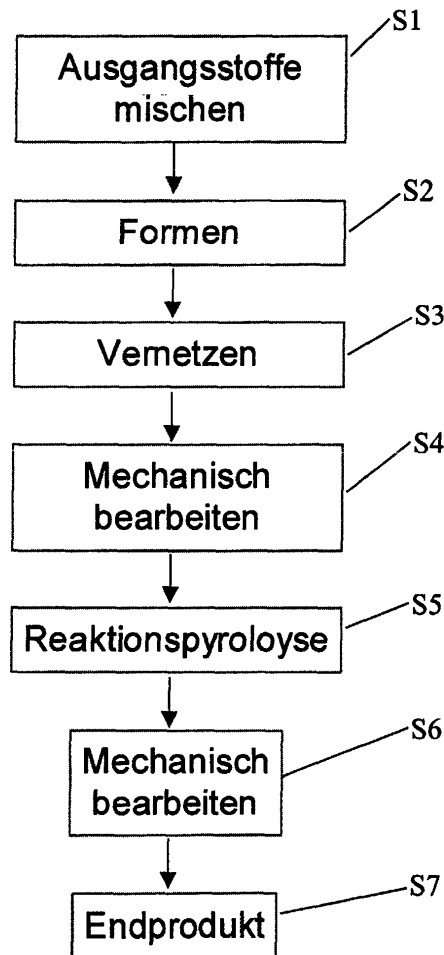 S1
Ausgangsstoffe
mischen
S2
Formen
S3
Vernetzen
S4
Mechanisch
bearbeiten
S5
Reaktionspyroloyse
S6
Mechanisch
bearbeiten
S7
Endprodukt